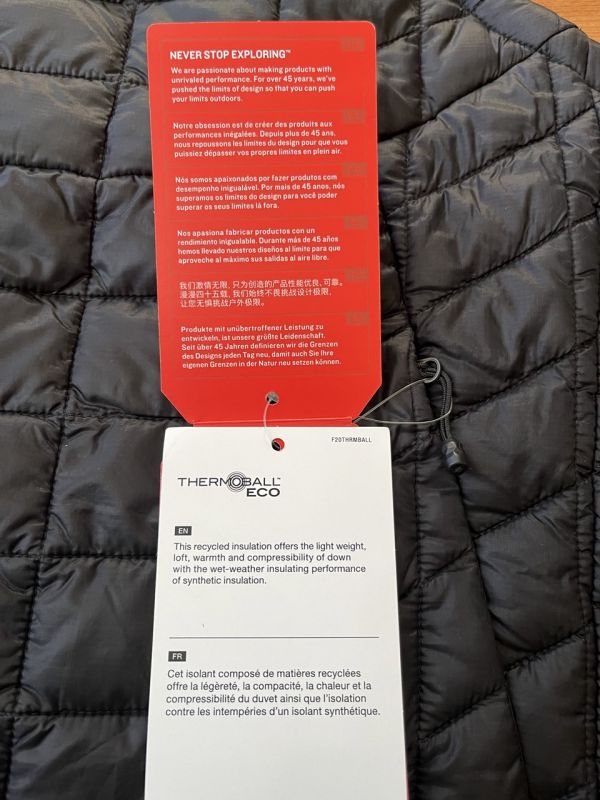 NEVER STOP EXPLORING™
We are passionate about making products with
unrivaled performance. For over 45 years, we've
pushed the limits of design so that you can push
your limits outdoors.
Notre obsession est de créer des produits aux
performances inégalées. Depuis plus de 45 ans,
nous repoussons les limites du design pour que vous
puissiez dépasser vos propres limites en plein air.
Nós somos apaixonados por fazer produtos com
desempenho inigualável. Por mais de 45 anos, nós
superamos os limites do design para você poder
superar os seus limites lá fora.
Nos apasiona fabricar productos con un
rendimiento inigualable. Durante más de 45 años
hemos llevado nuestros diseños al límite para que
aproveche al máximo sus salidas al aire libre.
我们激情无限, 只为创造的产品性能优良、可靠。
漫漫四十五载, 我们始终不畏挑战设计极限,
让您无惧挑战户外极限。
Produkte mit unübertroffener Leistung zu
entwickeln, ist unsere größte Leidenschaft.
Seit über 45 Jahren definieren wir die Grenzen
des Designs jeden Tag neu, damit auch Sie Ihre
eigenen Grenzen in der Natur neu setzen können.
F20THRMBALL
THERMOBALL™
ECO
EN
This recycled insulation offers the light weight,
loft, warmth and compressibility of down
with the wet-weather insulating performance
of synthetic insulation.
FR
Cet isolant composé de matières recyclées
offre la légèreté, la compacité, la chaleur et la
compressibilité du duvet ainsi que l'isolation
contre les intempéries d'un isolant synthétique.